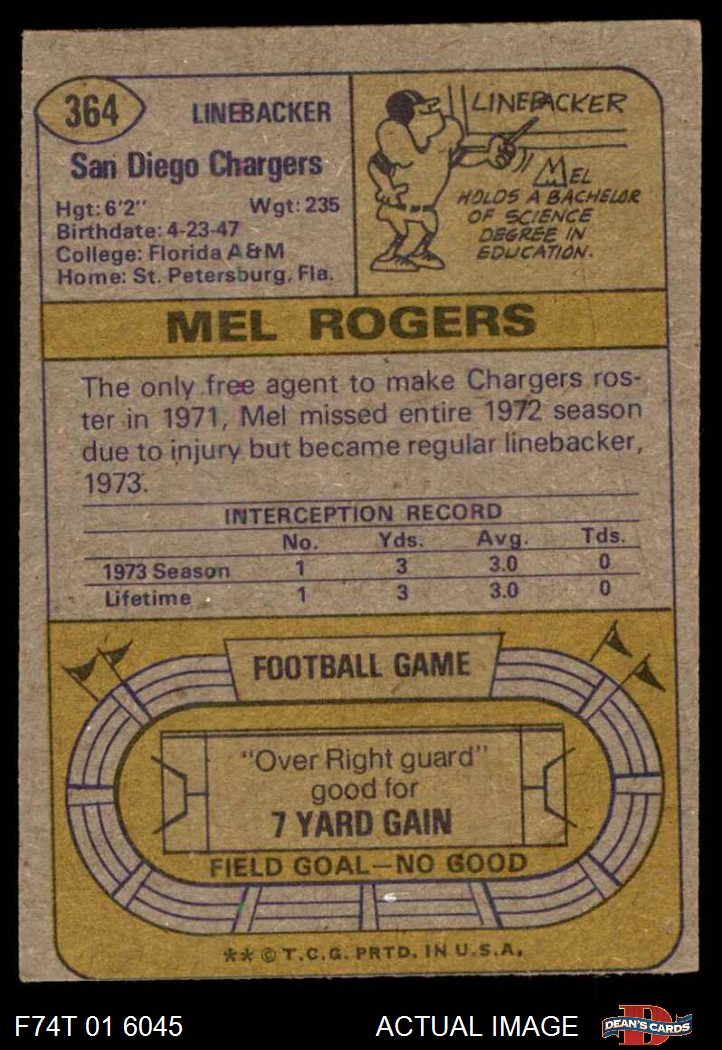 364
LINEBACKER
San Diego Chargers
Hgt: 6'2" Wgt: 235
Birthdate: 4-23-47
College: Florida A&M
Home: St. Petersburg, Fla.
LINEBACKER
MEL
HOLDS A BACHELOR
OF SCIENCE
DEGREE IN
EDUCATION.
MEL ROGERS
The only free agent to make Chargers ros-
ter in 1971, Mel missed entire 1972 season
due to injury but became regular linebacker,
1973.
INTERCEPTION RECORD
No. Yds. Avg. Tds.
1973 Season 1 3 3.0 0
Lifetime 1 3 3.0 0
FOOTBALL GAME
"Over Right guard"
good for
7 YARD GAIN
FIELD GOAL—NO GOOD
** © T.C.G. PRTD. IN U.S.A.
F74T 01 6045 ACTUAL IMAGE
D
DEAN'S CARDS